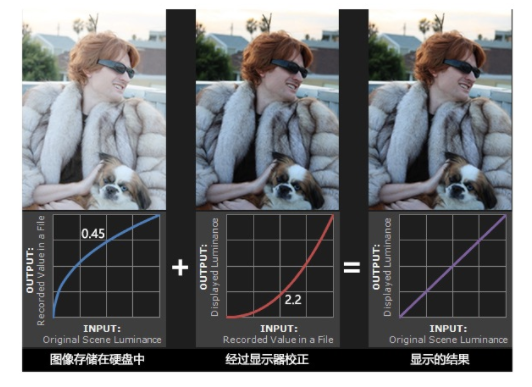 0.45
OUTPUT:
Recorded Value in a File
INPUT:
Original Scene Luminance
图像存储在硬盘中
+
2.2
OUTPUT:
Displayed Luminance
INPUT:
Recorded Value in a File
经过显示器校正
=
OUTPUT:
Displayed Luminance
INPUT:
Original Scene Luminance
显示的结果